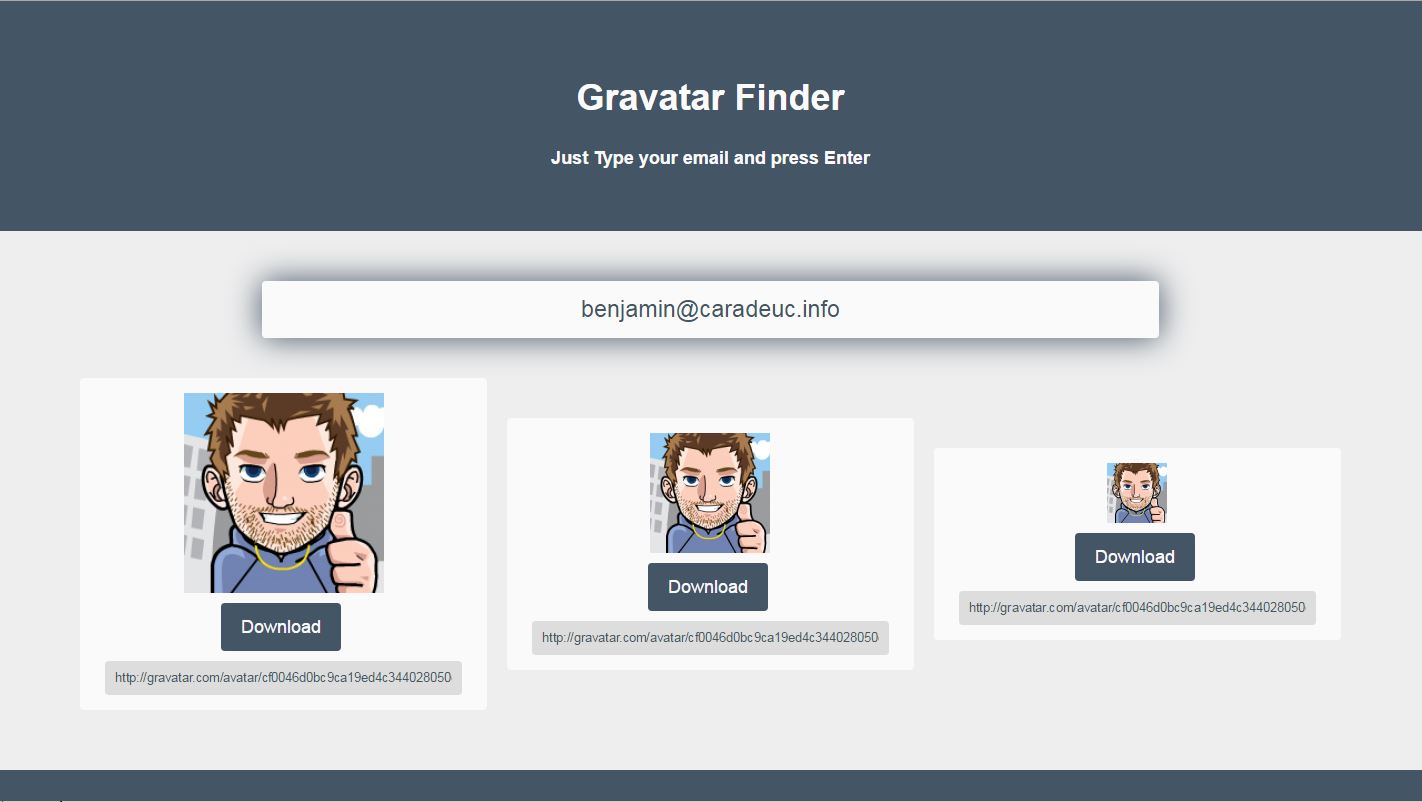 Gravatar Finder
Just Type your email and press Enter
benjamin@caradeuc.info
Download
http://gravatar.com/avatar/cf0046d0bc9ca19ed4c344028050
Download
http://gravatar.com/avatar/cf0046d0bc9ca19ed4c344028050
Download
http://gravatar.com/avatar/cf0046d0bc9ca19ed4c344028050